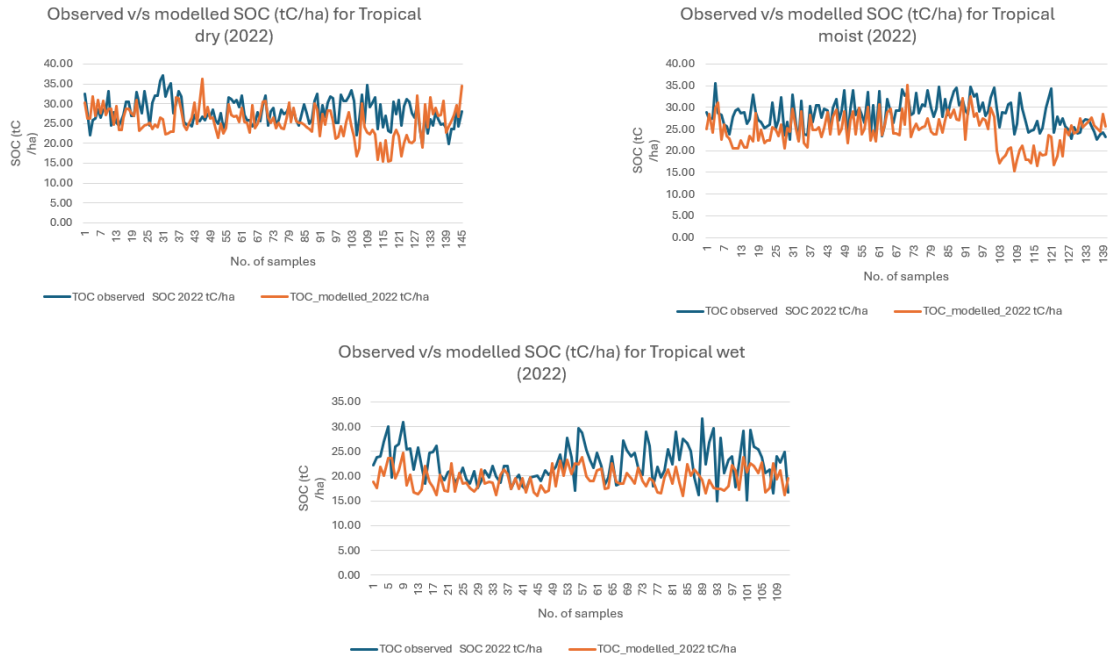 Observed v/s modelled SOC (tC/ha) for Tropical
dry (2022)
40.00
35.00
30.00
25.00
20.00
15.00
10.00
5.00
0.00
SOC (tC
/ha)
1 7 13 19 25 31 37 43 49 55 61 67 73 79 85 91 97 103 109 115 121 127 133 139 145
No. of samples
TOC observed SOC 2022 tC/ha TOC_modelled_2022 tC/ha
Observed v/s modelled SOC (tC/ha) for Tropical
moist (2022)
40.00
35.00
30.00
25.00
20.00
15.00
10.00
5.00
0.00
SOC (tC
/ha)
1 7 13 19 25 31 37 43 49 55 61 67 73 79 85 91 97 103 109 115 121 127 133 139
No. of samples
TOC observed SOC 2022 tC/ha TOC_modelled_2022 tC/ha
Observed v/s modelled SOC (tC/ha) for Tropical wet
(2022)
35.00
30.00
25.00
20.00
15.00
10.00
5.00
0.00
SOC (tC
/ha)
1 5 9 13 17 21 25 29 33 37 41 45 49 53 57 61 65 69 73 77 81 85 89 93 97 101 105 109
No. of samples
TOC observed SOC 2022 tC/ha TOC_modelled_2022 tC/ha